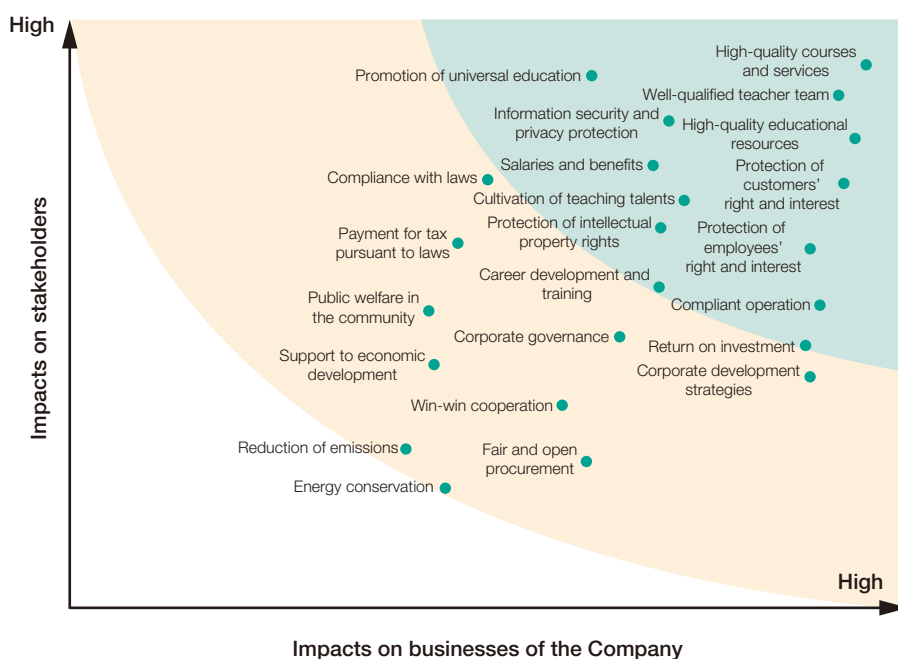 High
High-quality courses
and services
Promotion of universal education
Well-qualified teacher team
Information security and
privacy protection
High-quality educational
resources
Salaries and benefits
Protection of
customers'
right and interest
Compliance with laws
Cultivation of teaching talents
Protection of intellectual
property rights
Protection of
employees'
right and interest
Payment for tax
pursuant to laws
Career development and
training
Public welfare in
the community
Compliant operation
Corporate governance
Return on investment
Support to economic
development
Corporate development
strategies
Win-win cooperation
Reduction of emissions
Fair and open
procurement
Energy conservation
Impacts on stakeholders
High
Impacts on businesses of the Company